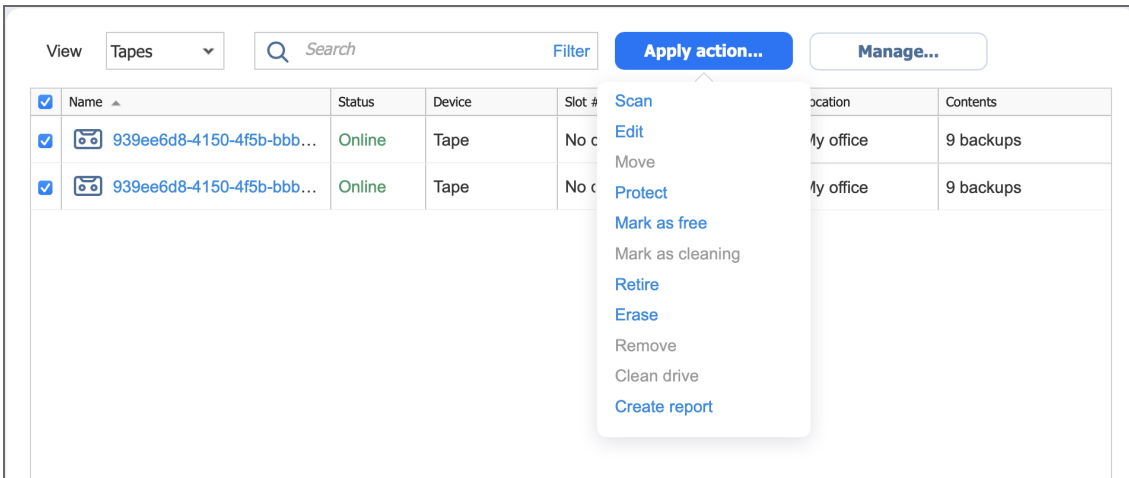 View Tapes Search Filter Apply action... Manage...
Name Status Device Slot # Location Contents
939ee6d8-4150-4f5b-bbb... Online Tape No My office 9 backups
939ee6d8-4150-4f5b-bbb... Online Tape No My office 9 backups
Scan
Edit
Move
Protect
Mark as free
Mark as cleaning
Retire
Erase
Remove
Clean drive
Create report